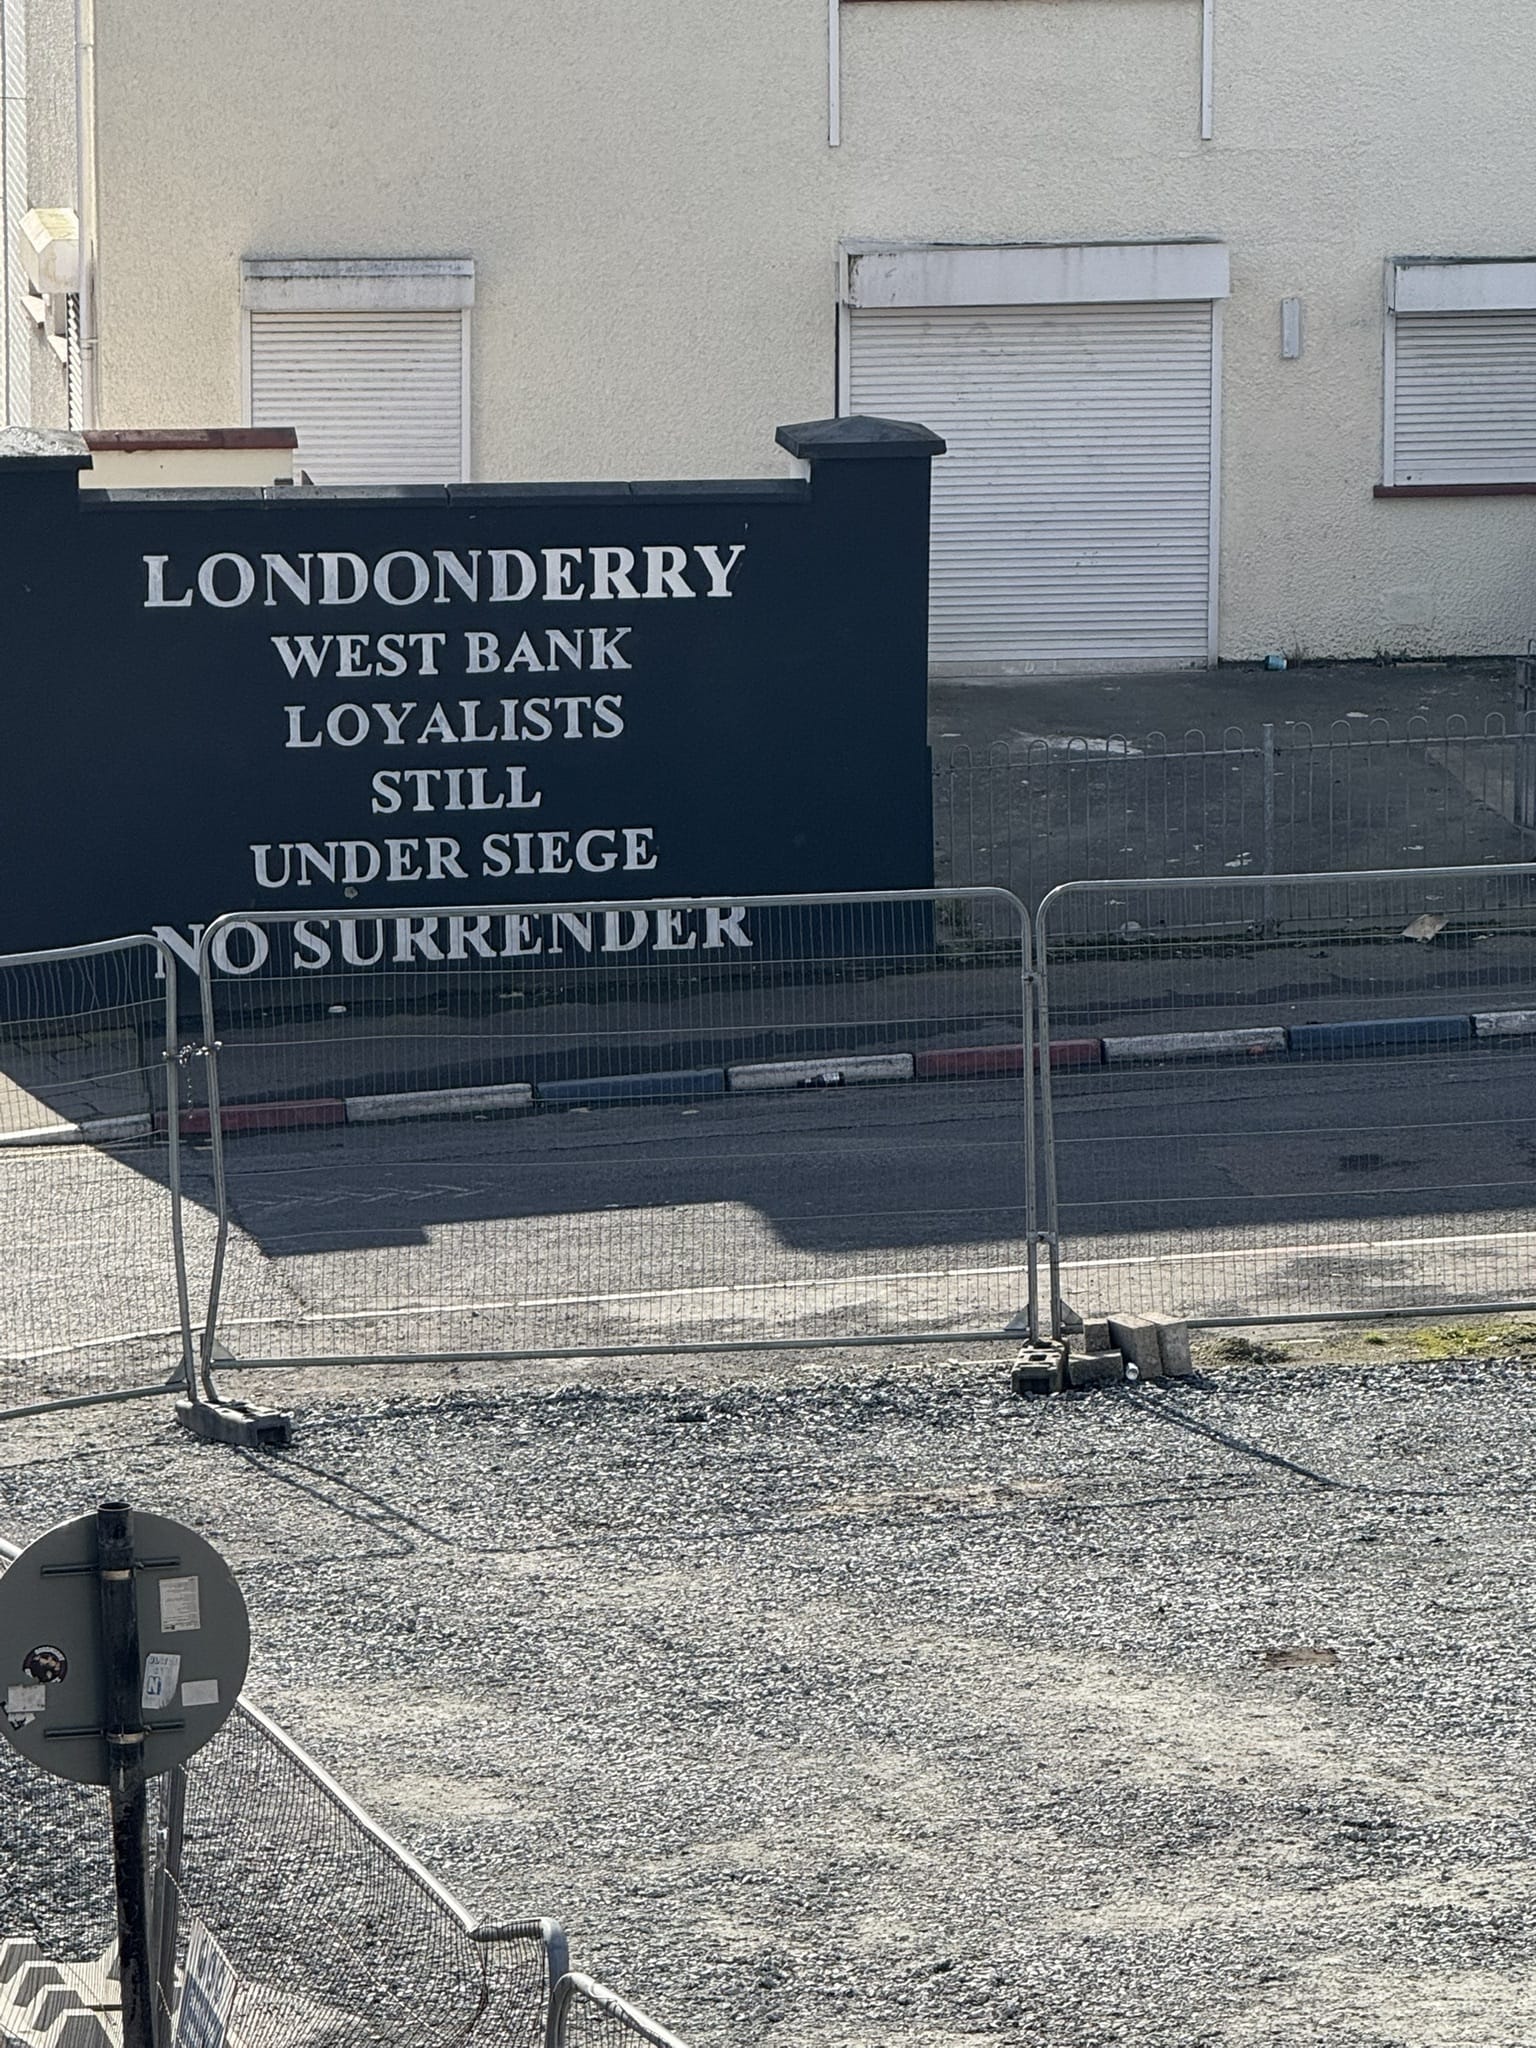 LONDONDERRY
WEST BANK
LOYALISTS
STILL
UNDER SIEGE
NO SURRENDER